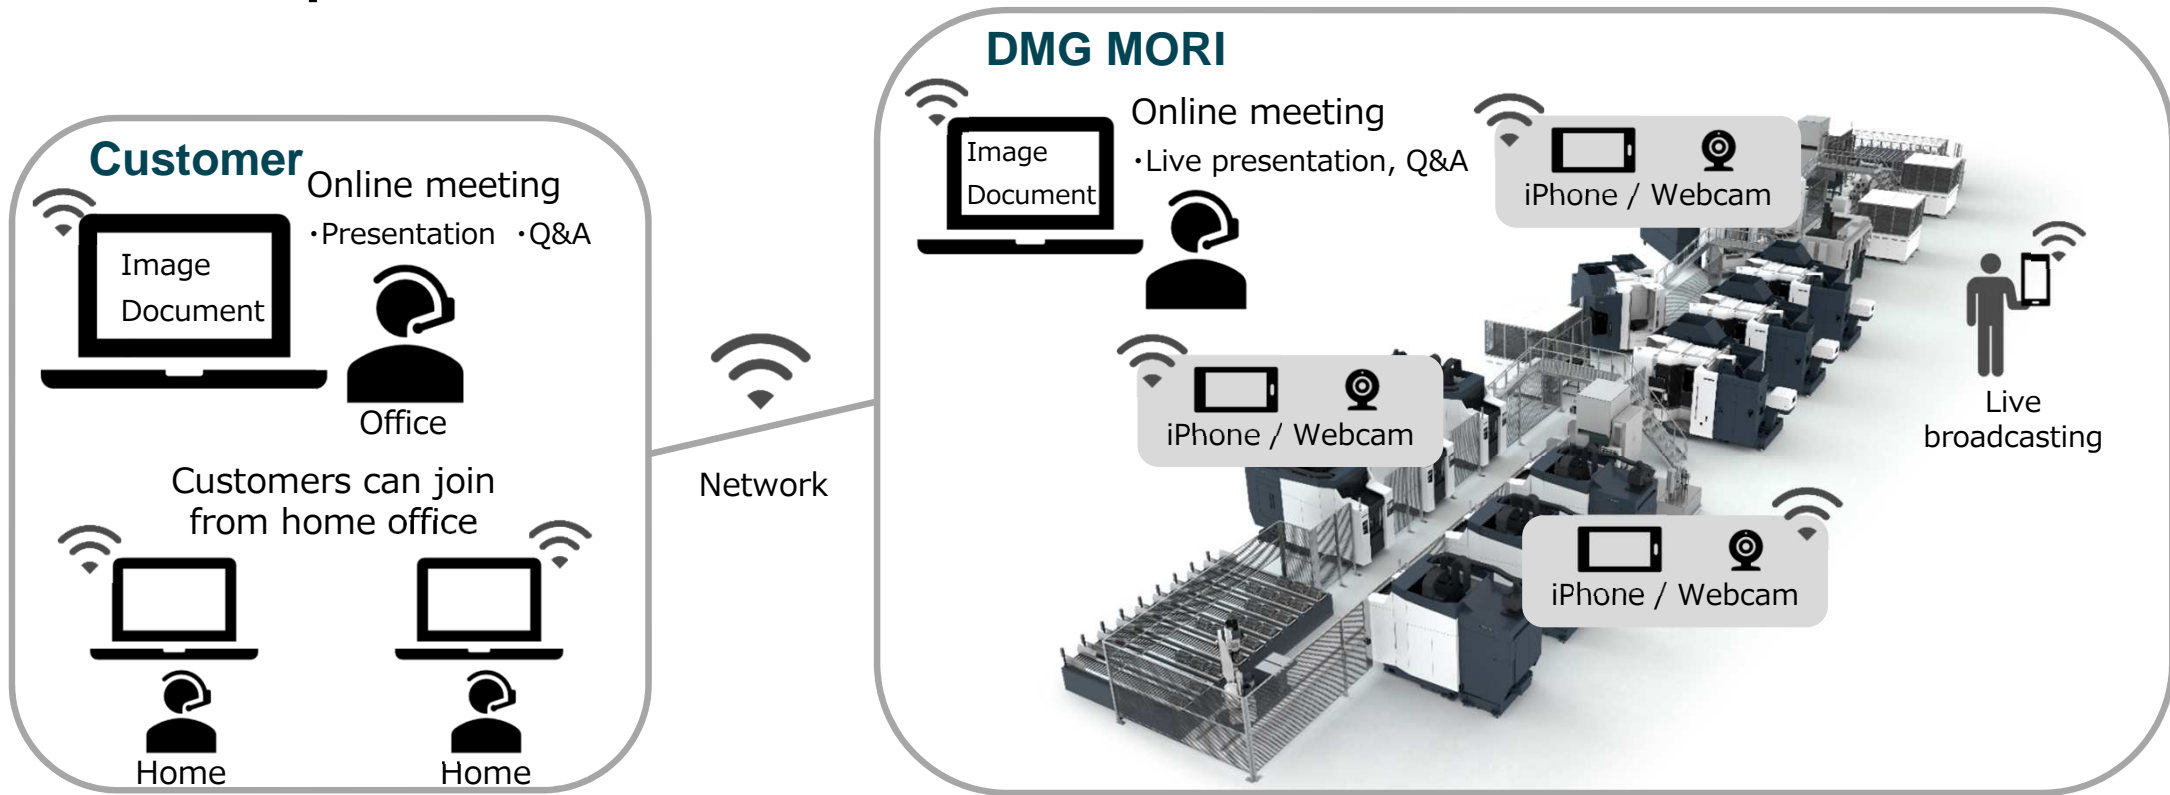 Customer
Online meeting
・Presentation ・Q&A
Image
Document
Office
Customers can join
from home office
Home
Home
Network
DMG MORI
Image
Document
Online meeting
・Live presentation, Q&A
iPhone / Webcam
iPhone / Webcam
iPhone / Webcam
Live
broadcasting